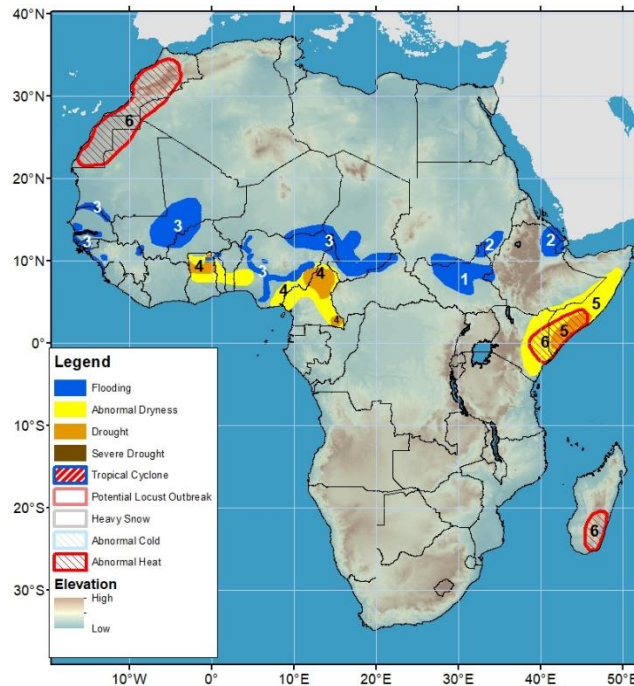 40°N
30°N
6
20°N
3
3
3
2
2
10°N
3
4
3
4
4
1
5
4
6
5
0°
Legend
Flooding
Abnormal Dryness
Drought
Severe Drought
Tropical Cyclone
Potential Locust Outbreak
Heavy Snow
Abnormal Cold
Abnormal Heat
Elevation
High
Low
10°S
20°S
6
30°S
10°W
0°
10°E
20°E
30°E
40°E
50°E